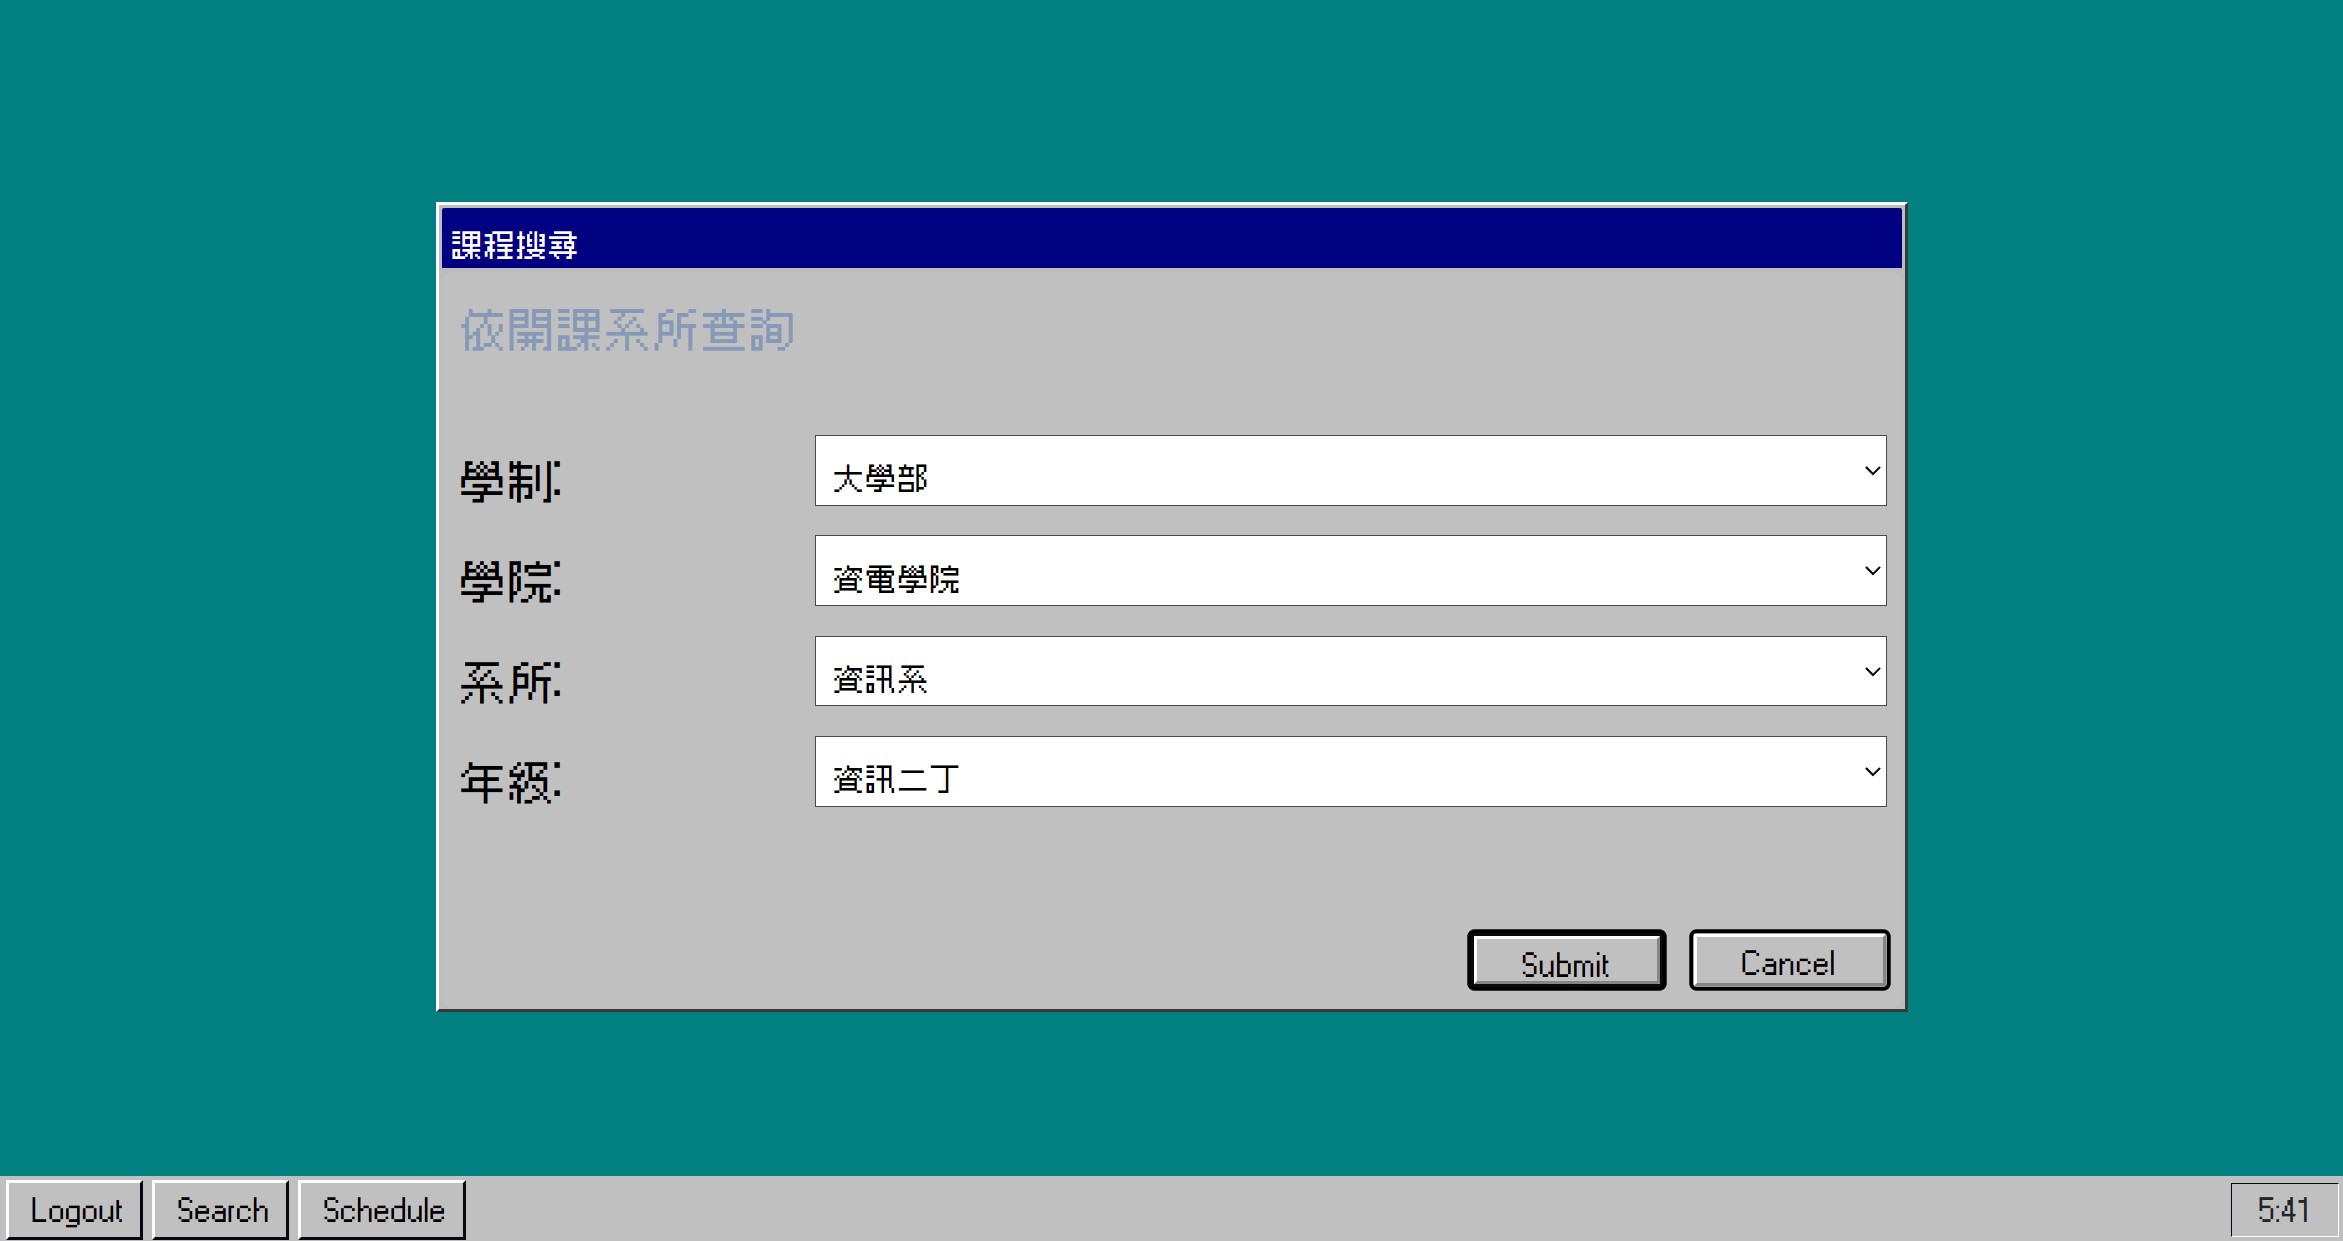 課程搜尋
依開課系所查詢
學制:
大學部
學院:
資電學院
系所:
資訊系
年級:
資訊二丁
Submit
Cancel
Logout
Search
Schedule
5:41